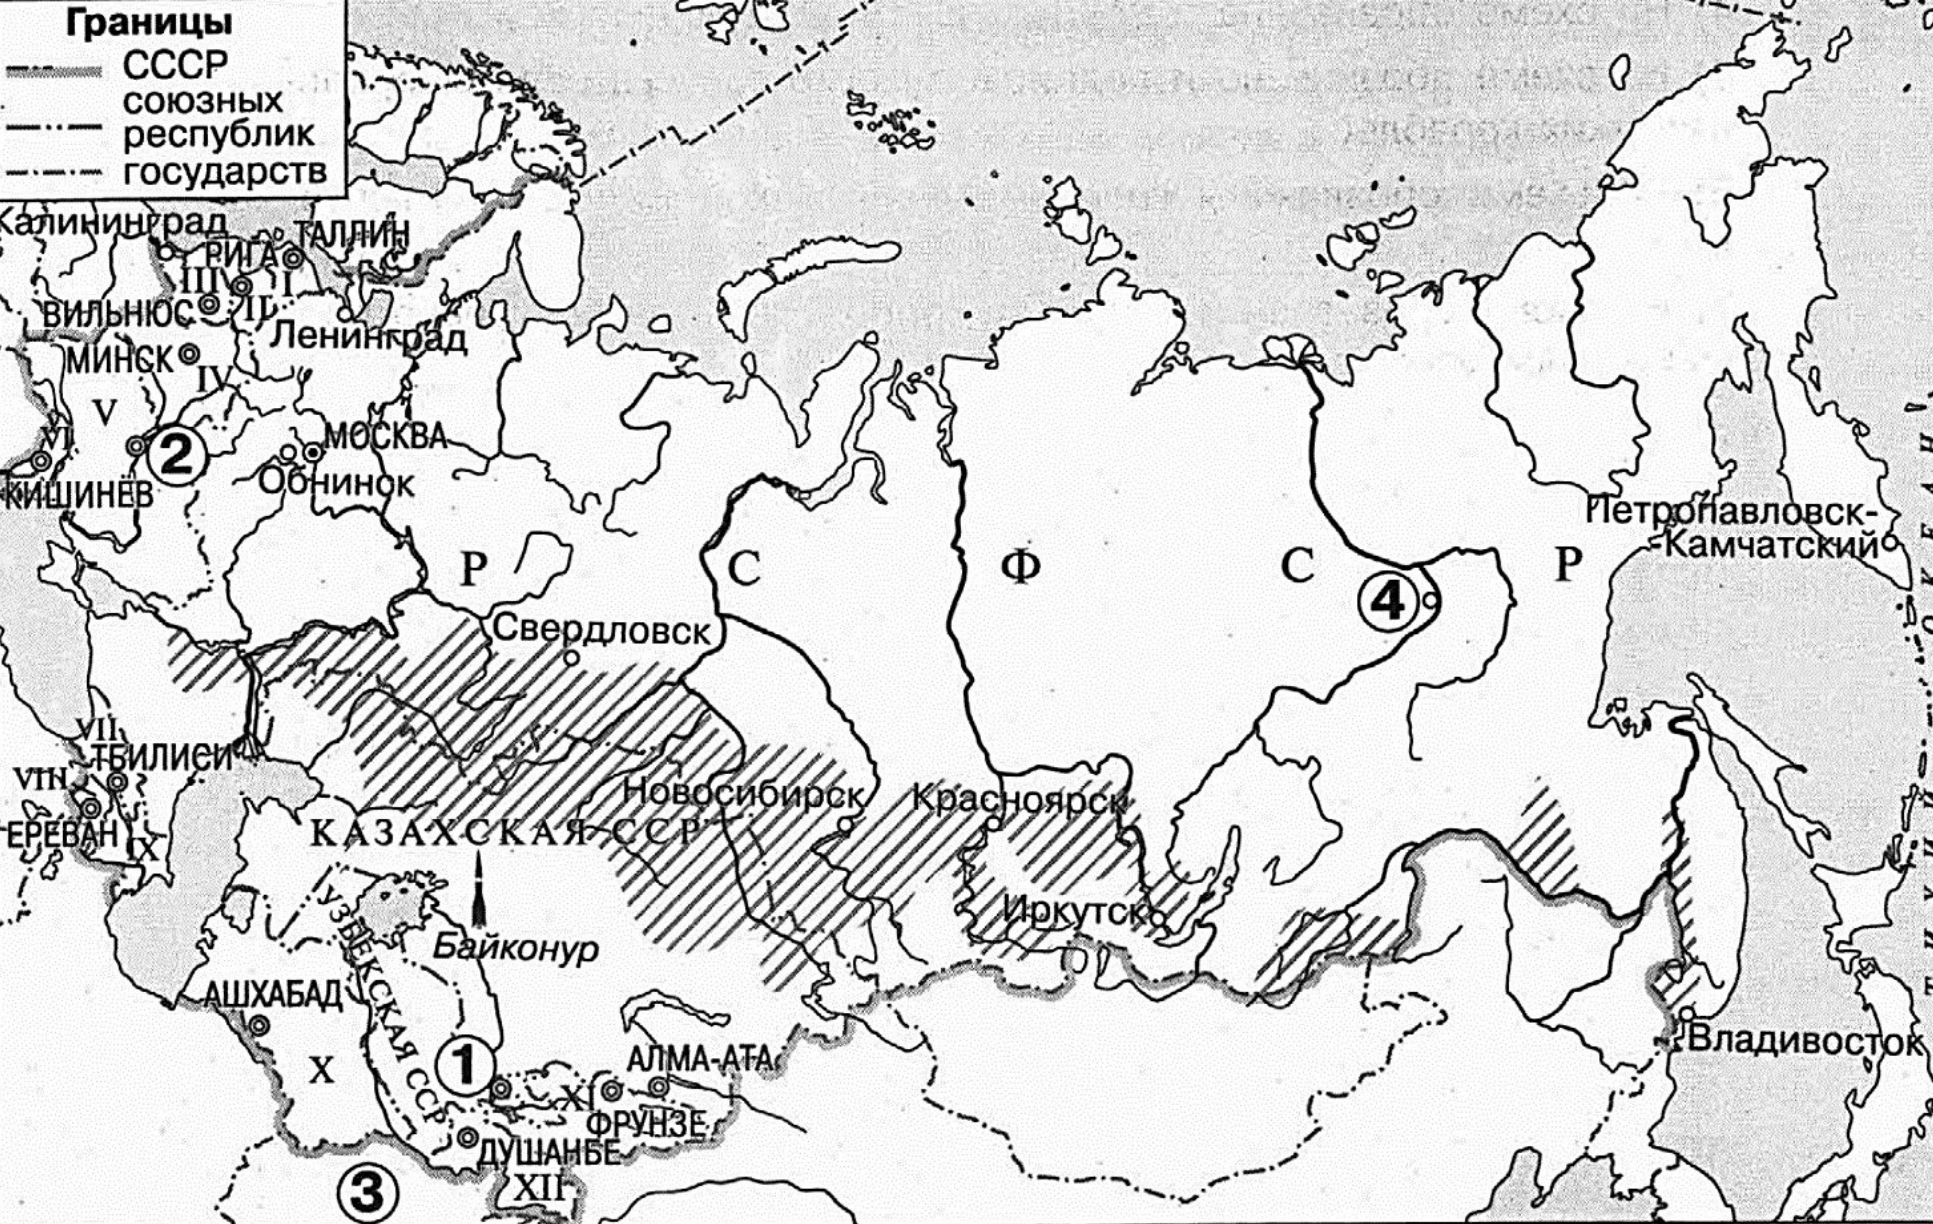 Границы
СССР
союзных
республик
государств
Калининград
РИГА
ТАЛЛИН
III
I
II
ВИЛЬНЮС
Ленинград
МИНСК
IV
V
VI
2
МОСКВА
КИШИНЁВ
Обнинск
Петропавловск-
-Камчатский
Р С Ф С Р
4
Свердловск
VII
ТБИЛИСИ
VIII
ЕРЕВАН
IX
Новосибирск
Красноярск
КАЗАХСКАЯ ССР
УЗБЕКСКАЯ ССР
Иркутск
Байконур
АШХАБАД
X
1
АЛМА-АТА
XI
ФРУНЗЕ
Владивосток
ДУШАНБЕ
3
XII
ТИХИЙ ОКЕАН